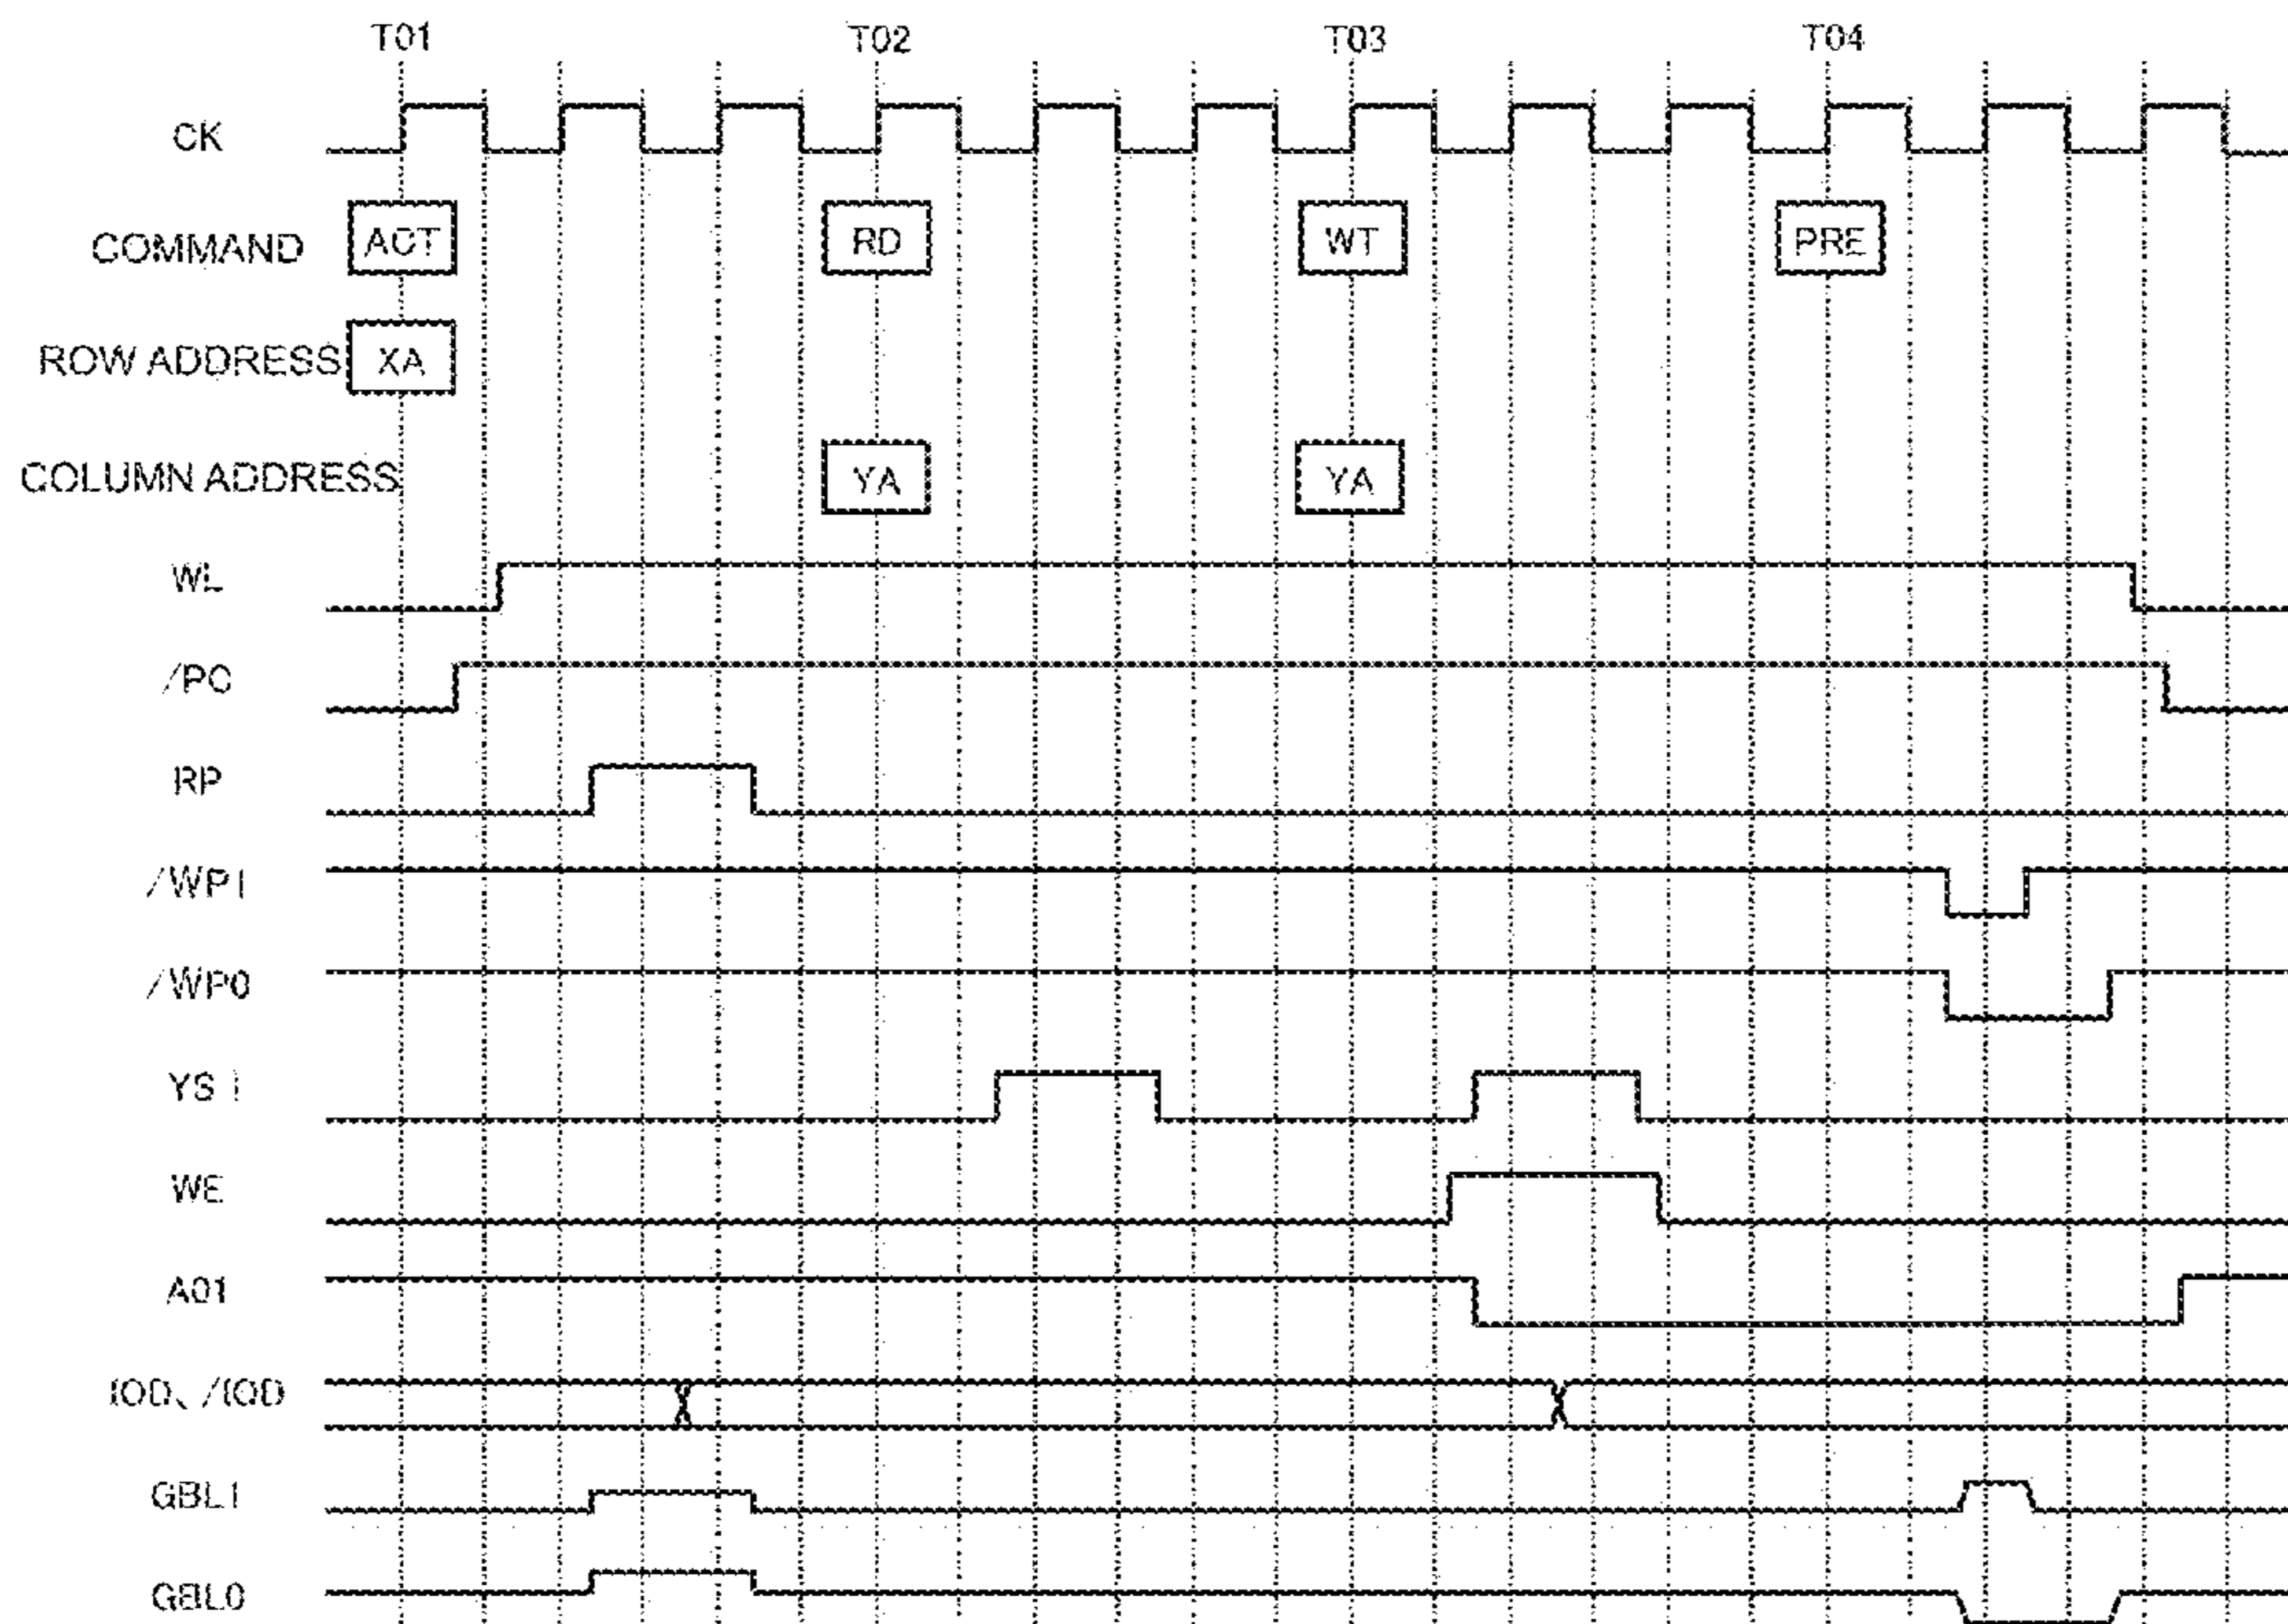 T01 T02 T03 T04
CK
COMMAND ACT RD WT PRE
ROW ADDRESS XA
COLUMN ADDRESS YA YA
WL
/PC
RP
/WP1
/WP0
YS1
WE
A01
IOD、/IOD
GBL1
GBL0